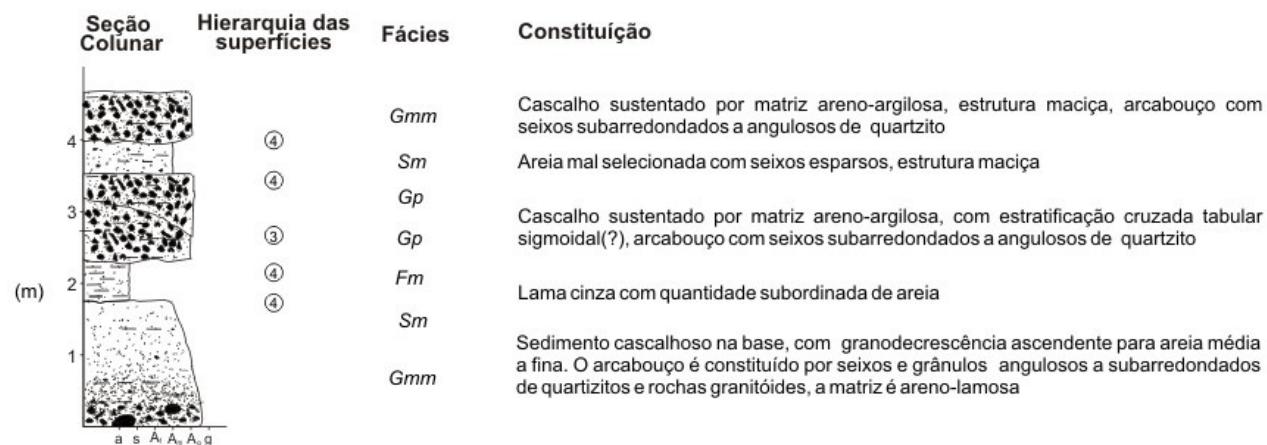 Seção Colunar
Hierarquia das superfícies
Fácies
Constituíção
Gmm
Cascalho sustentado por matriz areno-argilosa, estrutura maciça, arcabouço com
seixos subarredondados a angulosos de quartzito
4
④
Sm
Areia mal selecionada com seixos esparsos, estrutura maciça
④
Gp
3
Cascalho sustentado por matriz areno-argilosa, com estratificação cruzada tabular
③
Gp
sigmoidal(?), arcabouço com seixos subarredondados a angulosos de quartzito
④
Fm
(m)
2
Lama cinza com quantidade subordinada de areia
④
Sm
Sedimento cascalhoso na base, com granodecrescência ascendente para areia média
1
a fina. O arcabouço é constituído por seixos e grânulos angulosos a subarredondados
Gmm
de quartizitos e rochas granitóides, a matriz é areno-lamosa
a s A A A g